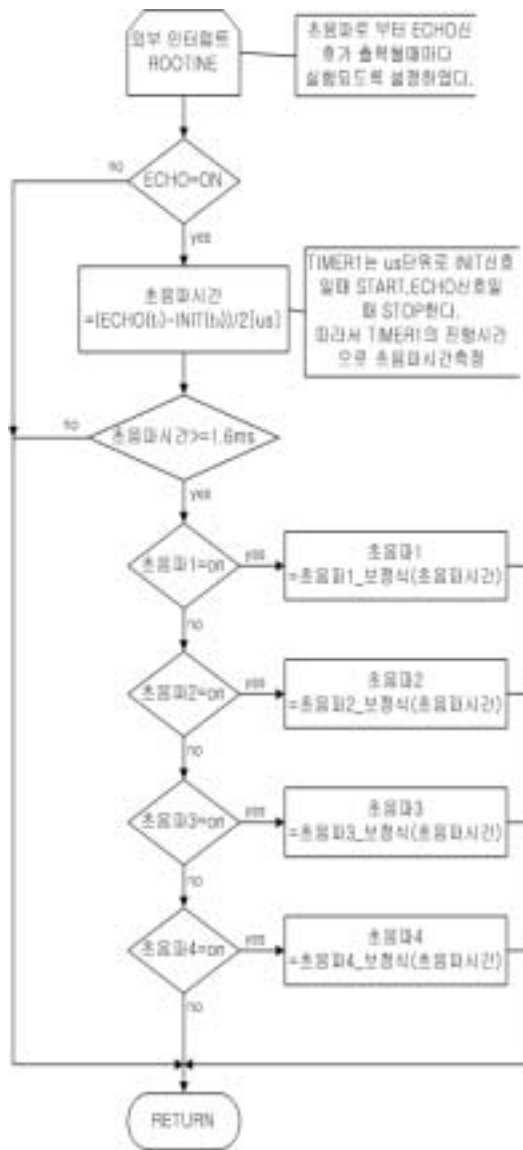 외부 인터럽트
ROOTINE
초음파로 부터 ECHO신
호가 출력될때마다
실행되도록 설정하였다.
no
ECHO=ON
yes
초음파시간
=(ECHO(t₁)-INIT(t₀))/2[us]
TIMER1는 us단위로 INIT신호
일때 START,ECHO신호일
때 STOP한다.
따라서 TIMER1의 진행시간
으로 초음파시간측정
no
초음파시간>=1.6ms
yes
초음파1=on
yes
초음파1
=초음파1_보정식(초음파시간)
no
초음파2=on
yes
초음파2
=초음파2_보정식(초음파시간)
no
초음파3=on
yes
초음파3
=초음파3_보정식(초음파시간)
no
초음파4=on
yes
초음파4
=초음파4_보정식(초음파시간)
no
RETURN